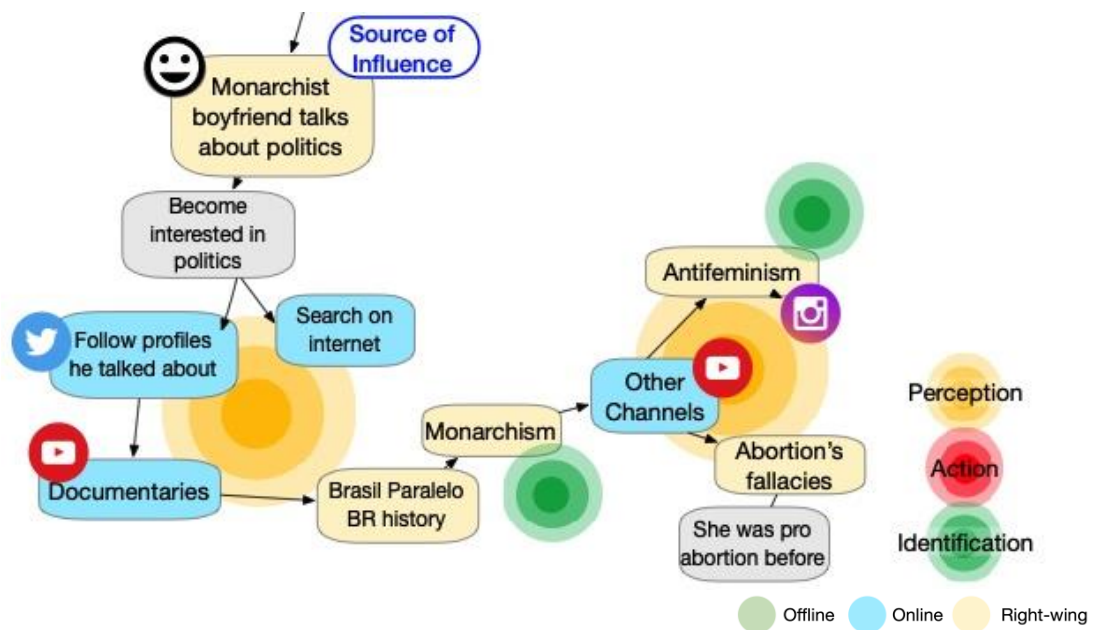 Source of
Influence
Monarchist
boyfriend talks
about politics
Become
interested in
politics
Search on
internet
Follow profiles
he talked about
Documentaries
Brasil Paralelo
BR history
Monarchism
Other
Channels
Antifeminism
Abortion's
fallacies
She was pro
abortion before
Perception
Action
Identification
Offline
Online
Right-wing